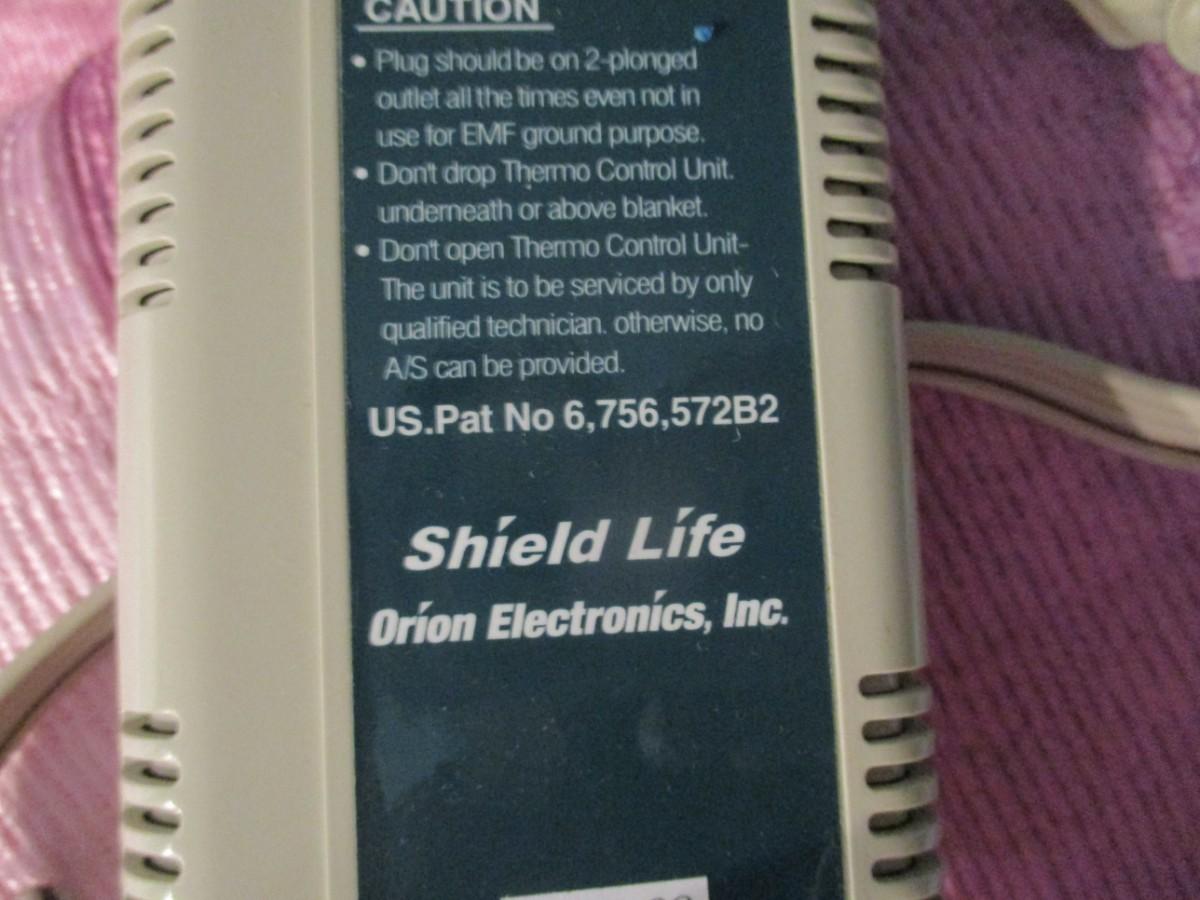 CAUTION
• Plug should be on 2-plonged
outlet all the times even not in
use for EMF ground purpose.
• Don't drop Thermo Control Unit.
underneath or above blanket.
• Don't open Thermo Control Unit-
The unit is to be serviced by only
qualified technician. otherwise, no
A/S can be provided.
US.Pat No 6,756,572B2
Shield Life
Orion Electronics, Inc.